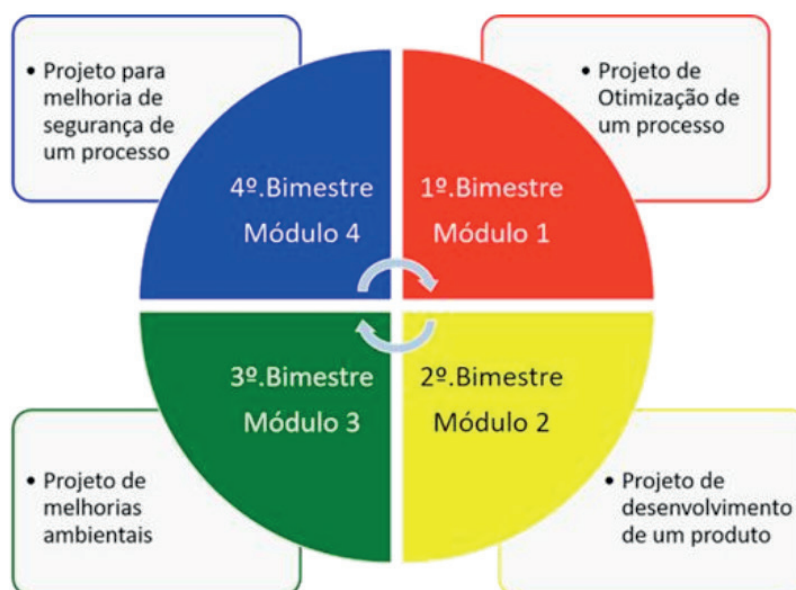 • Projeto para
melhoria de
segurança de
um processo
• Projeto de
Otimização de
um processo
4º.Bimestre
Módulo 4
1º.Bimestre
Módulo 1
3º.Bimestre
Módulo 3
2º.Bimestre
Módulo 2
• Projeto de
melhorias
ambientais
• Projeto de
desenvolvimento
de um produto